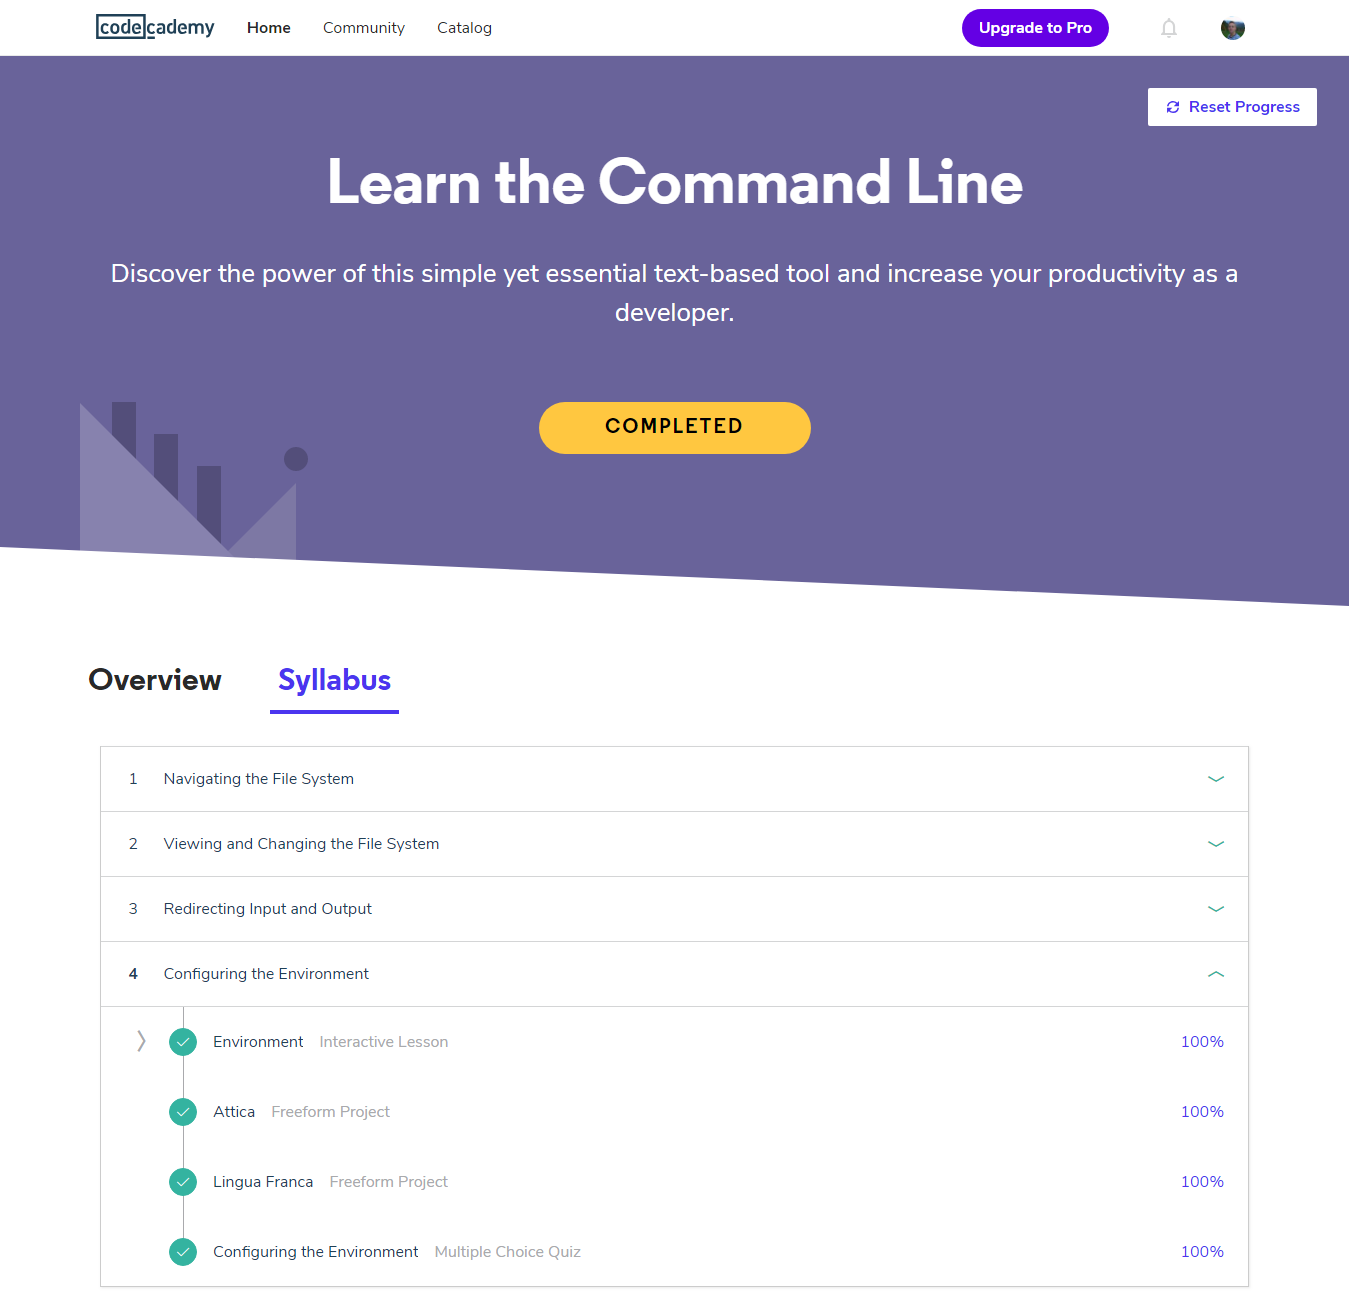 codecademy Home Community Catalog Upgrade to Pro
Reset Progress
Learn the Command Line
Discover the power of this simple yet essential text-based tool and increase your productivity as a
developer.
COMPLETED
Overview Syllabus
1 Navigating the File System
2 Viewing and Changing the File System
3 Redirecting Input and Output
4 Configuring the Environment
Environment Interactive Lesson 100%
Attica Freeform Project 100%
Lingua Franca Freeform Project 100%
Configuring the Environment Multiple Choice Quiz 100%